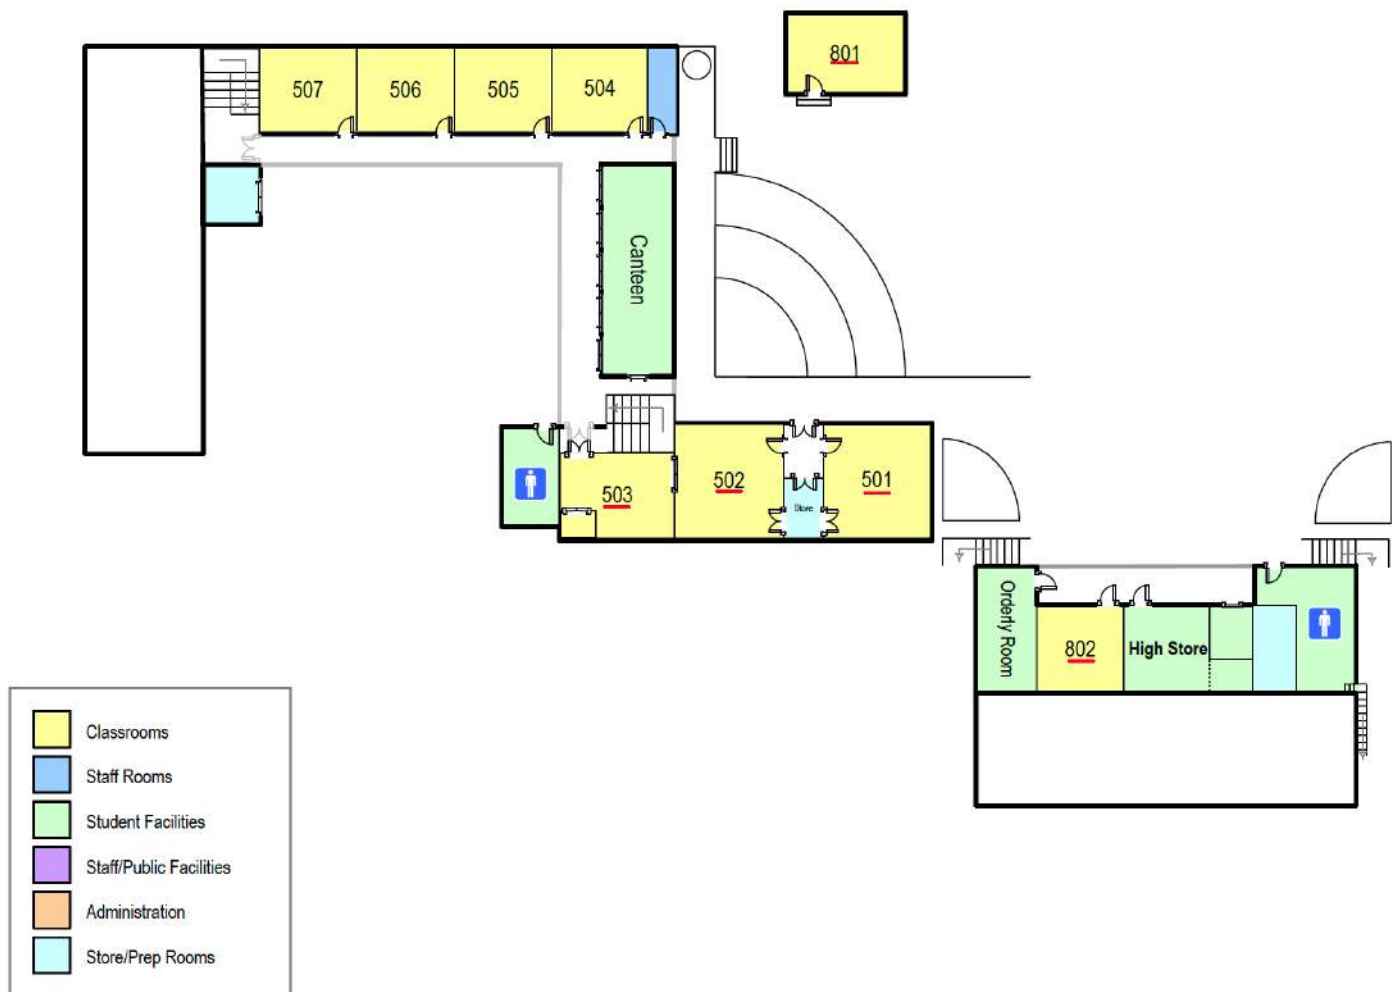 801
507
506
505
504
Canteen
503
502
Store
501
Orderly Room
802
High Store
Classrooms
Staff Rooms
Student Facilities
Staff/Public Facilities
Administration
Store/Prep Rooms